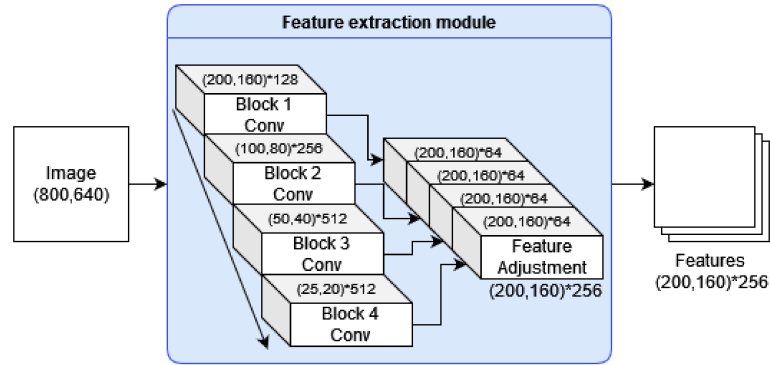 Feature extraction module
Image
(800,640)
(200,160)*128
Block 1
Conv
(100,80)*256
Block 2
Conv
(50,40)*512
Block 3
Conv
(25,20)*512
Block 4
Conv
(200,160)*64
(200,160)*64
(200,160)*64
(200,160)*64
Feature
Adjustment
(200,160)*256
Features
(200,160)*256